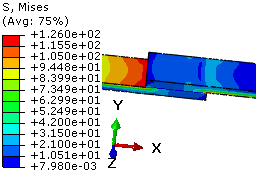 S, Mises
(Avg: 75%)
+1.260e+02
+1.155e+02
+1.050e+02
+9.448e+01
+8.399e+01
+7.349e+01
+6.299e+01
+5.249e+01
+4.200e+01
+3.150e+01
+2.100e+01
+1.051e+01
+7.980e-03
Y
X
Z